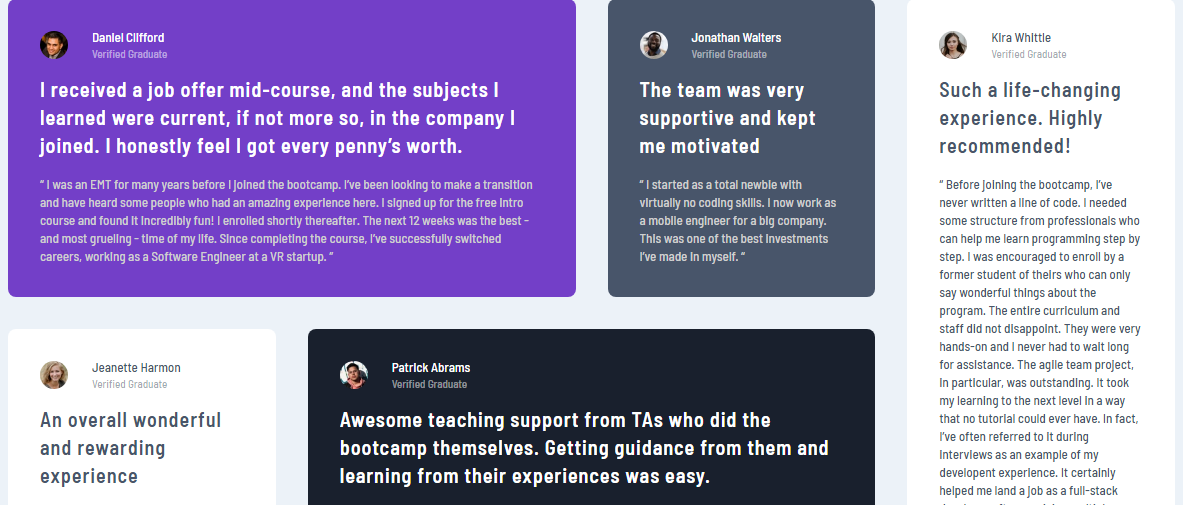 Daniel Clifford
Verified Graduate
I received a job offer mid-course, and the subjects I
learned were current, if not more so, in the company I
joined. I honestly feel I got every penny’s worth.
“ I was an EMT for many years before I joined the bootcamp. I’ve been looking to make a transition
and have heard some people who had an amazing experience here. I signed up for the free intro
course and found it incredibly fun! I enrolled shortly thereafter. The next 12 weeks was the best -
and most grueling - time of my life. Since completing the course, I’ve successfully switched
careers, working as a Software Engineer at a VR startup. ”
Jonathan Walters
Verified Graduate
The team was very
supportive and kept
me motivated
“ I started as a total newbie with
virtually no coding skills. I now work as
a mobile engineer for a big company.
This was one of the best investments
I’ve made in myself. ”
Kira Whittle
Verified Graduate
Such a life-changing
experience. Highly
recommended!
“ Before joining the bootcamp, I’ve
never written a line of code. I needed
some structure from professionals who
can help me learn programming step by
step. I was encouraged to enroll by a
former student of theirs who can only
say wonderful things about the
program. The entire curriculum and
staff did not disappoint. They were very
hands-on and I never had to wait long
for assistance. The agile team project,
in particular, was outstanding. It took
my learning to the next level in a way
that no tutorial could ever have. In fact,
I’ve often referred to it during
interviews as an example of my
developent experience. It certainly
helped me land a job as a full-stack
Jeanette Harmon
Verified Graduate
An overall wonderful
and rewarding
experience
Patrick Abrams
Verified Graduate
Awesome teaching support from TAs who did the
bootcamp themselves. Getting guidance from them and
learning from their experiences was easy.